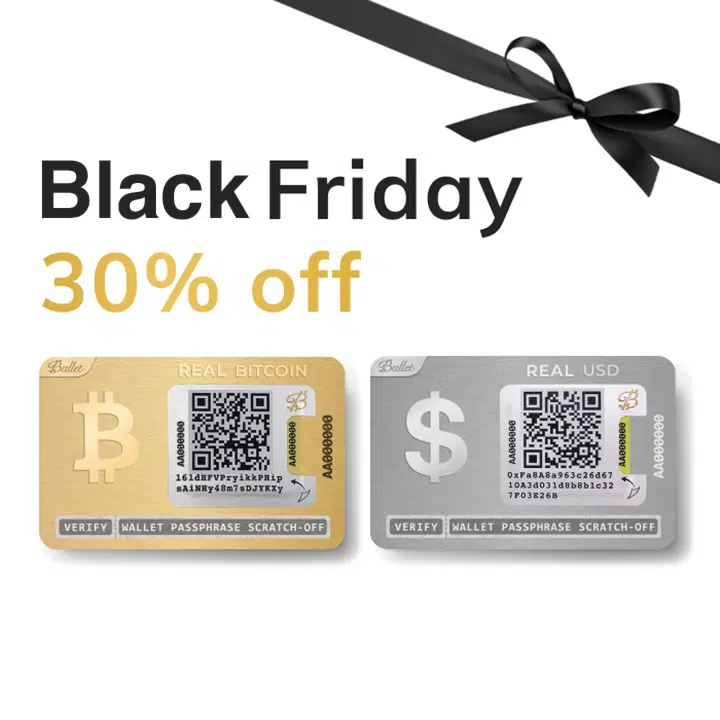 Black Friday
30% off
Ballet
REAL BITCOIN
AA000000
AA000000
AA000000
161dHFVPryikkPHip
sAiNHy48m7sDJYKXy
VERIFY
WALLET PASSPHRASE SCRATCH-OFF
Ballet
REAL USD
AA000000
AA000000
AA000000
0xFa8A8a963c26d67
10A3d031d8b8b1c32
7F03E26B
VERIFY
WALLET PASSPHRASE SCRATCH-OFF